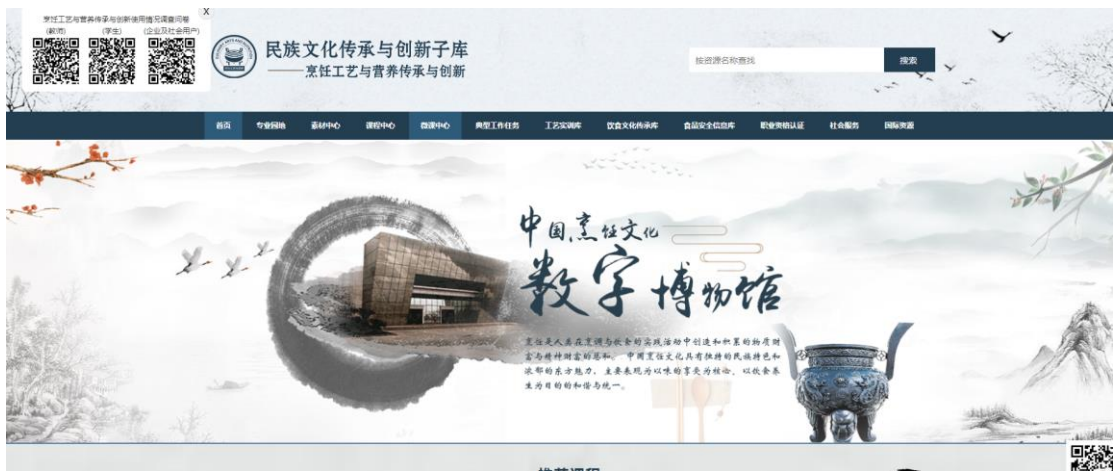 烹饪工艺与营养传承与创新使用情况调查问卷
X
(教师) (学生) (企业及社会用户)
民族文化传承与创新子库
烹饪工艺与营养传承与创新
按资源名称查找
搜索
首页 专业园地 素材中心 课程中心 微课中心 典型工作任务 工艺实训库 饮食文化传承库 食品安全信息库 职业资格认证 社会服务 国际资源
中国烹饪文化
数字博物馆
烹饪是人类在烹调与饮食的实践活动中创造和积累的物质财
富与精神财富的总和。中国烹饪文化具有独特的民族特色和
浓郁的东方魅力，主要表现为以味的享受为核心、以饮食养
生为目的的和谐与统一。
推荐课程